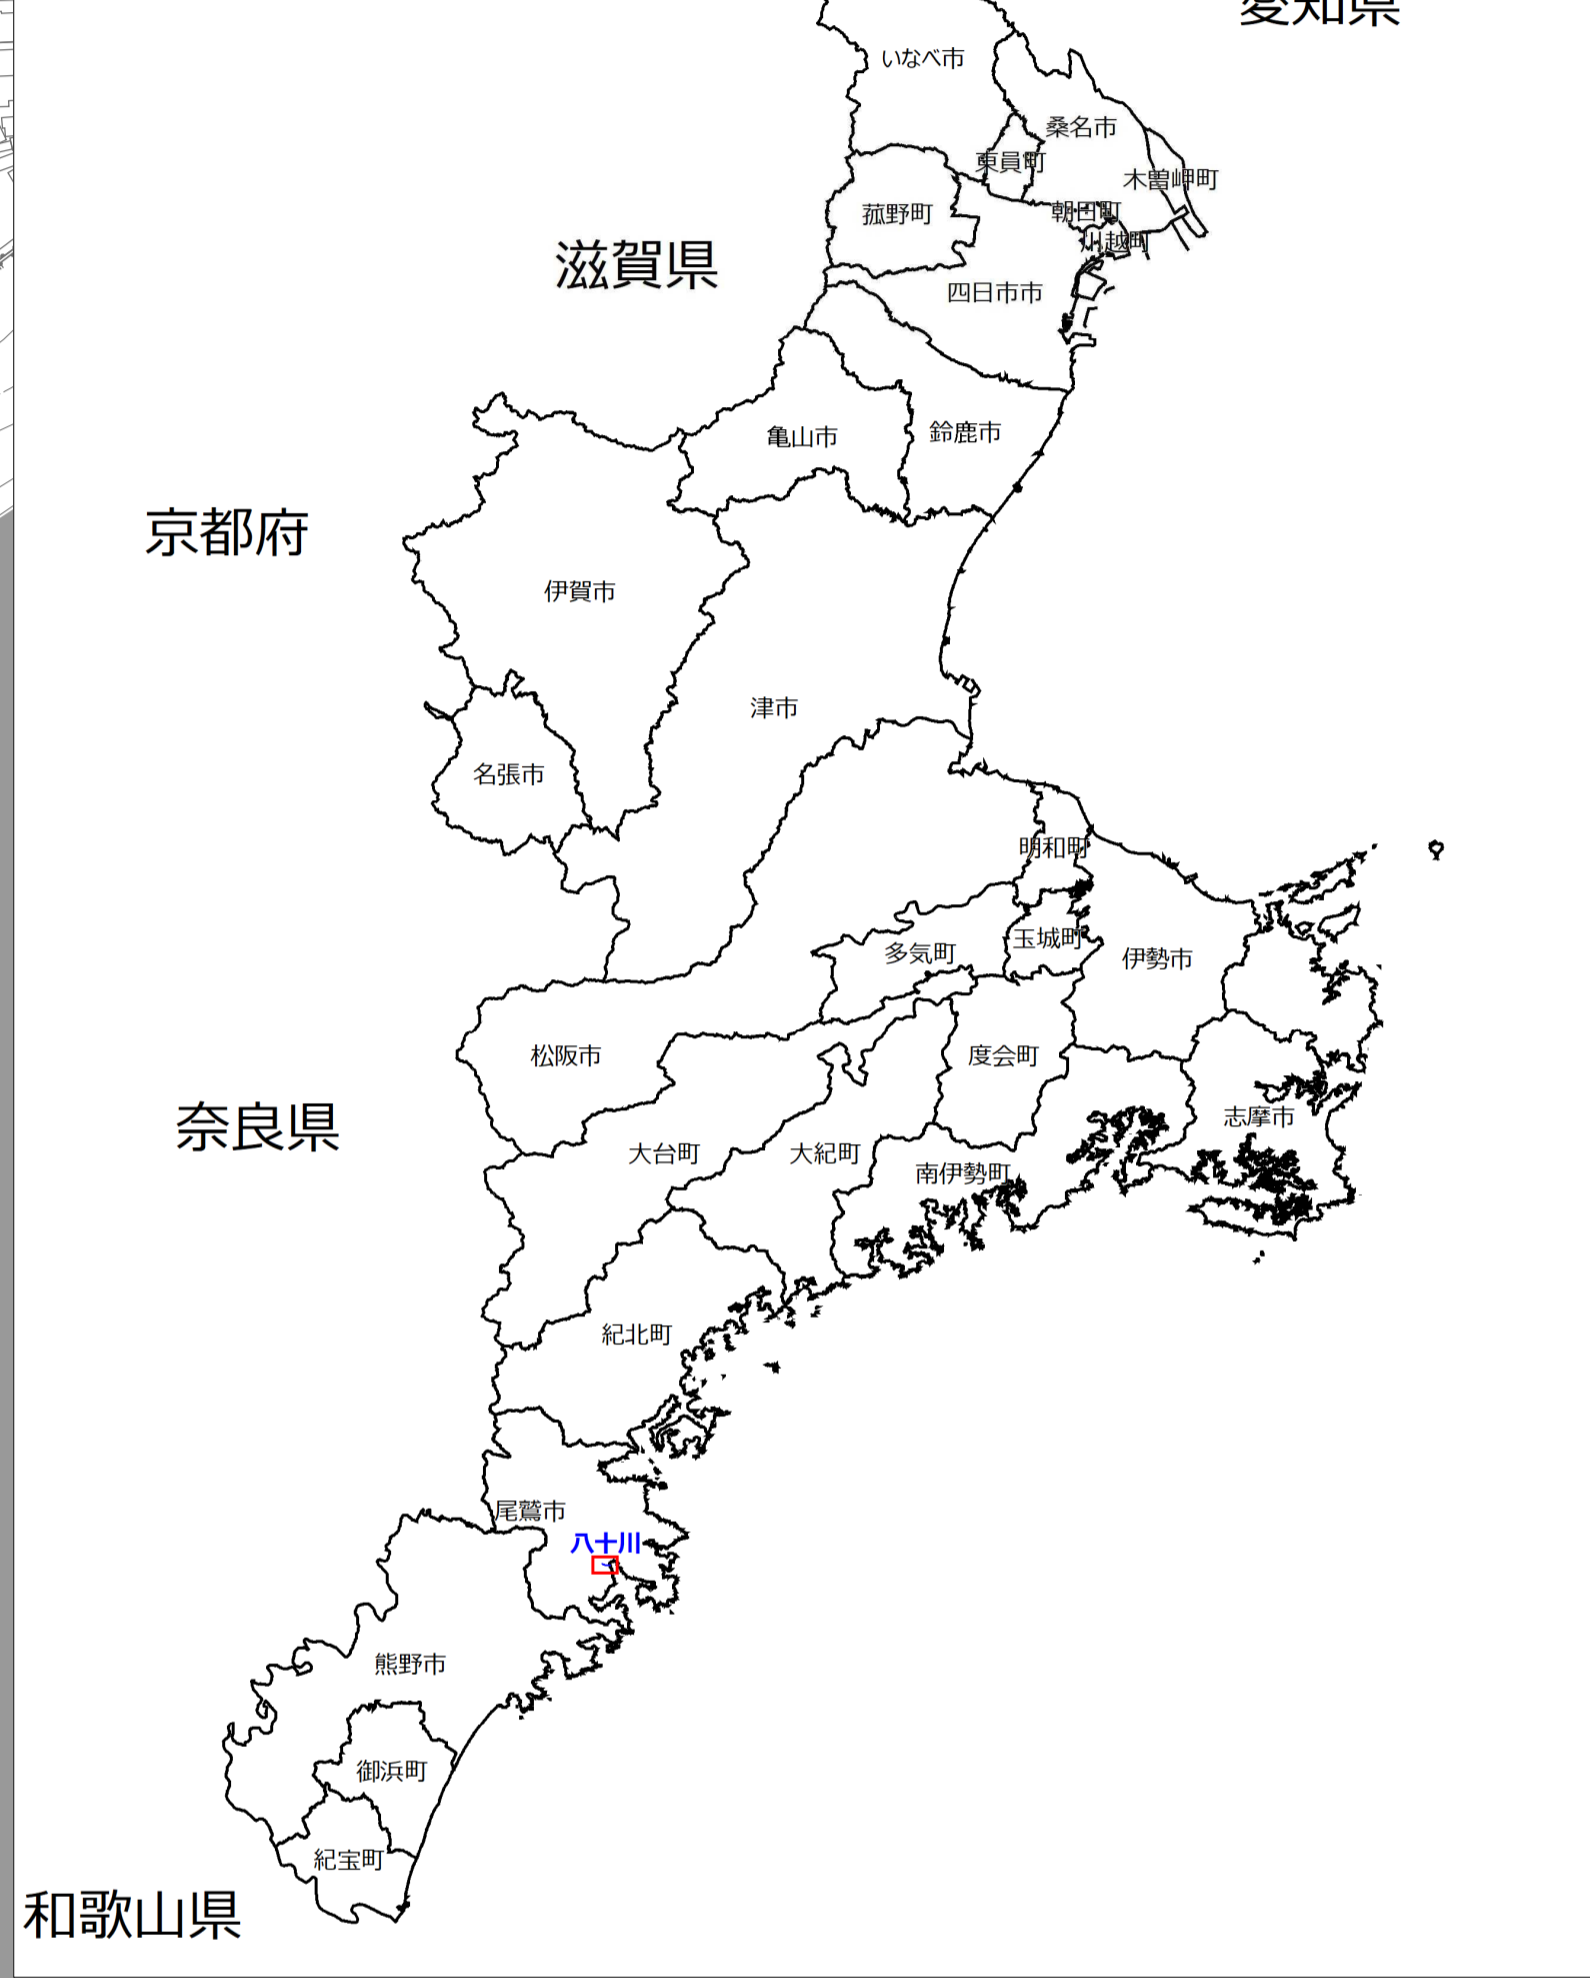 愛知県
いなべ市
桑名市
東員町
木曽岬町
菰野町
朝日町
川越町
滋賀県
四日市市
亀山市
鈴鹿市
京都府
伊賀市
津市
名張市
明和町
多気町
玉城町
伊勢市
松阪市
度会町
奈良県
志摩市
大台町
大紀町
南伊勢町
紀北町
尾鷲市
八十川
熊野市
御浜町
紀宝町
和歌山県